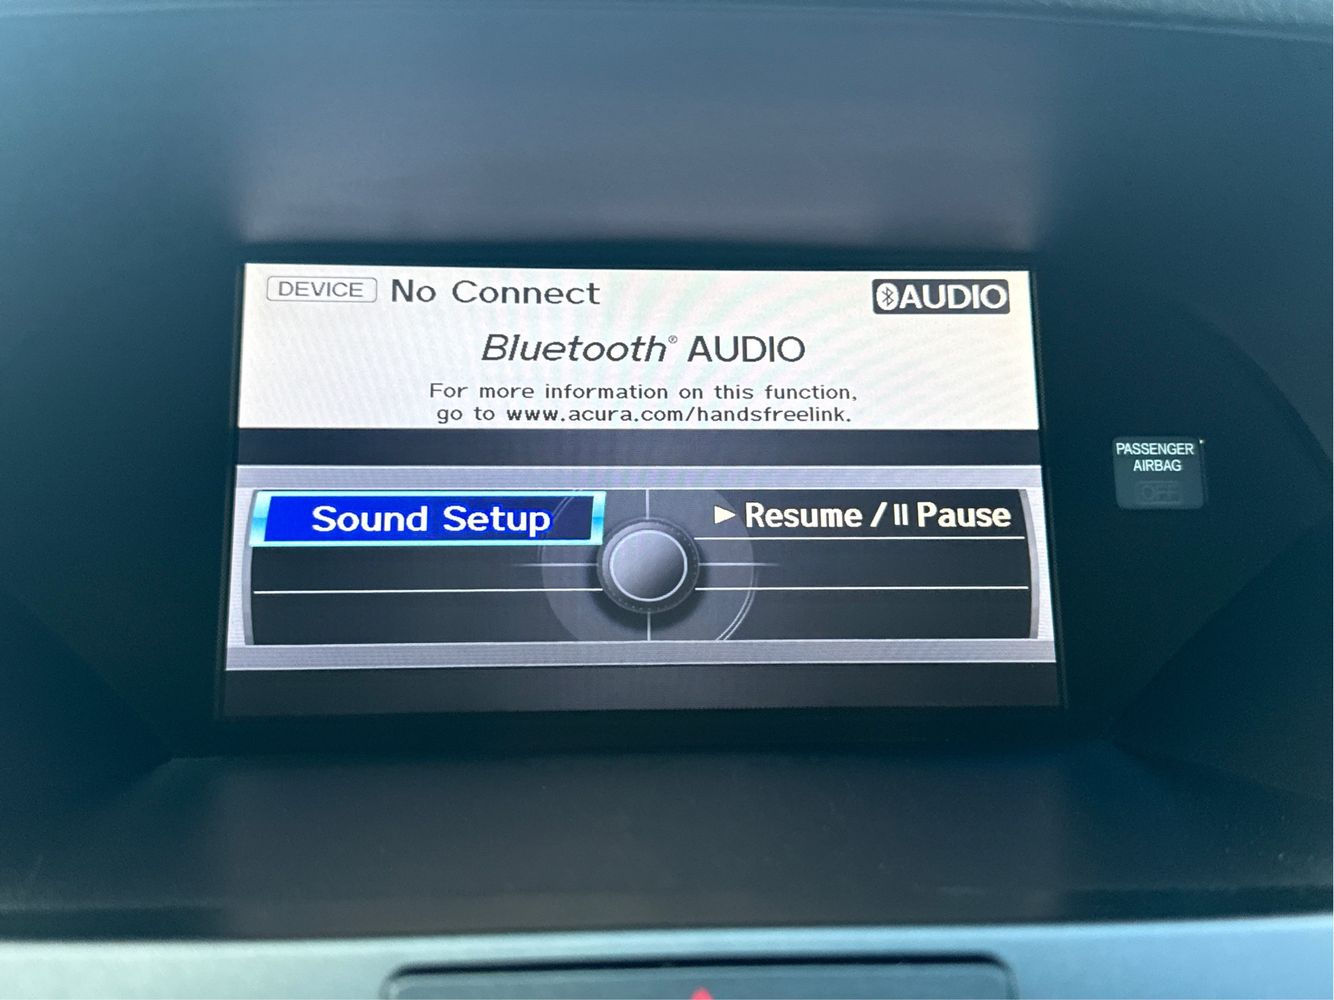 DEVICE No Connect
AUDIO
Bluetooth® AUDIO
For more information on this function,
go to www.acura.com/handsfreelink.
Sound Setup
▶ Resume / II Pause
PASSENGER
AIRBAG
OFF